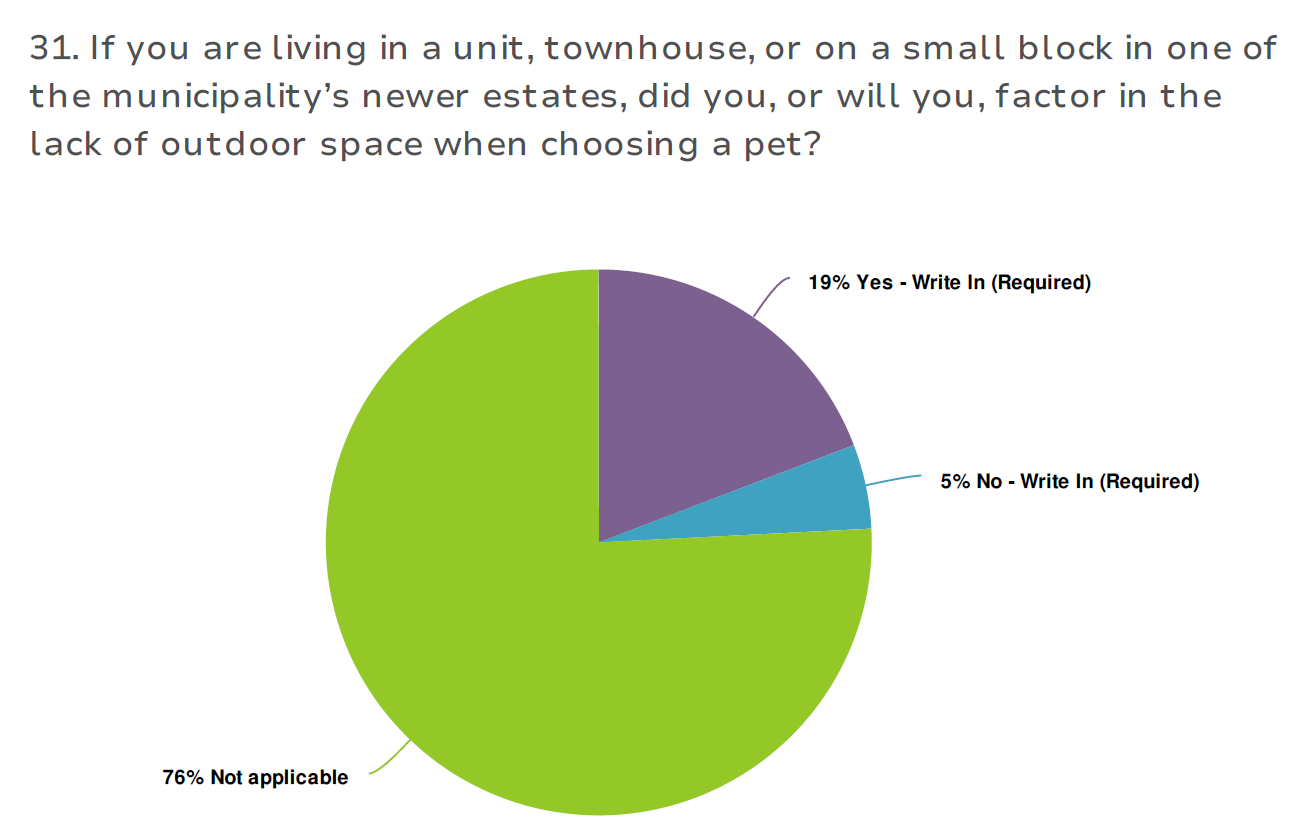 31. If you are living in a unit, townhouse, or on a small block in one of
the municipality’s newer estates, did you, or will you, factor in the
lack of outdoor space when choosing a pet?
19% Yes - Write In (Required)
5% No - Write In (Required)
76% Not applicable